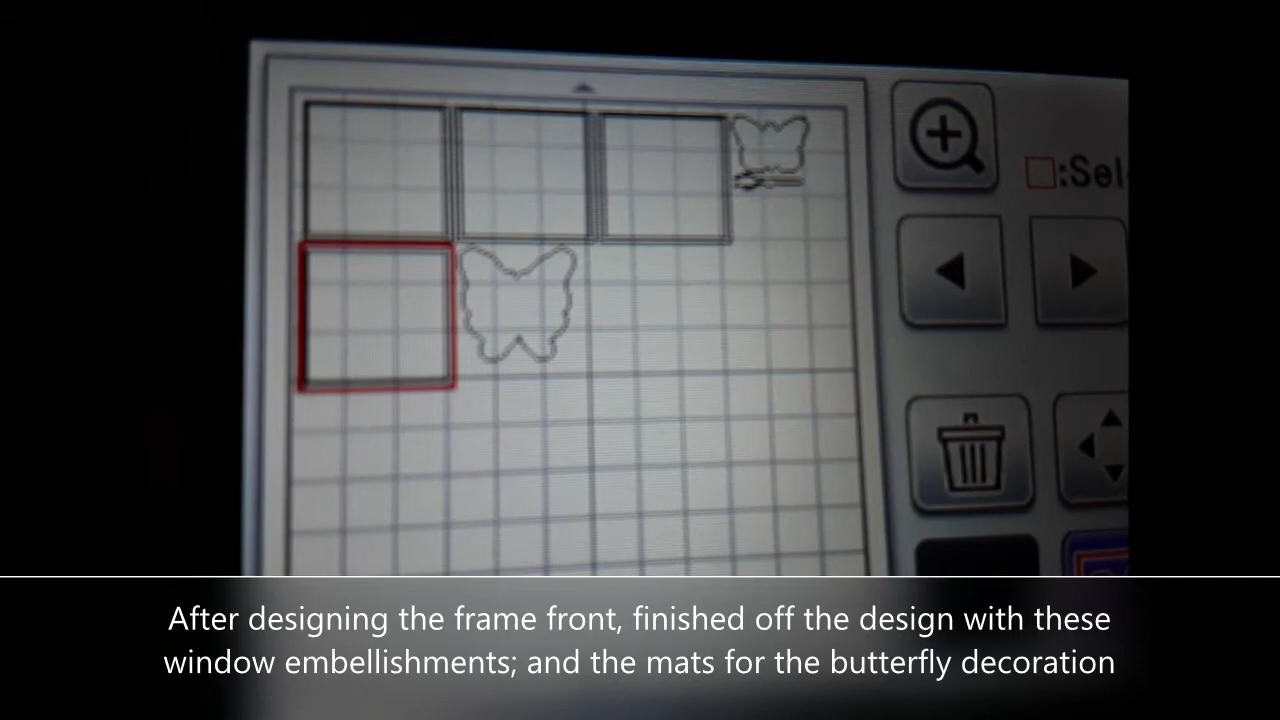 :Sel
After designing the frame front, finished off the design with these
window embellishments; and the mats for the butterfly decoration